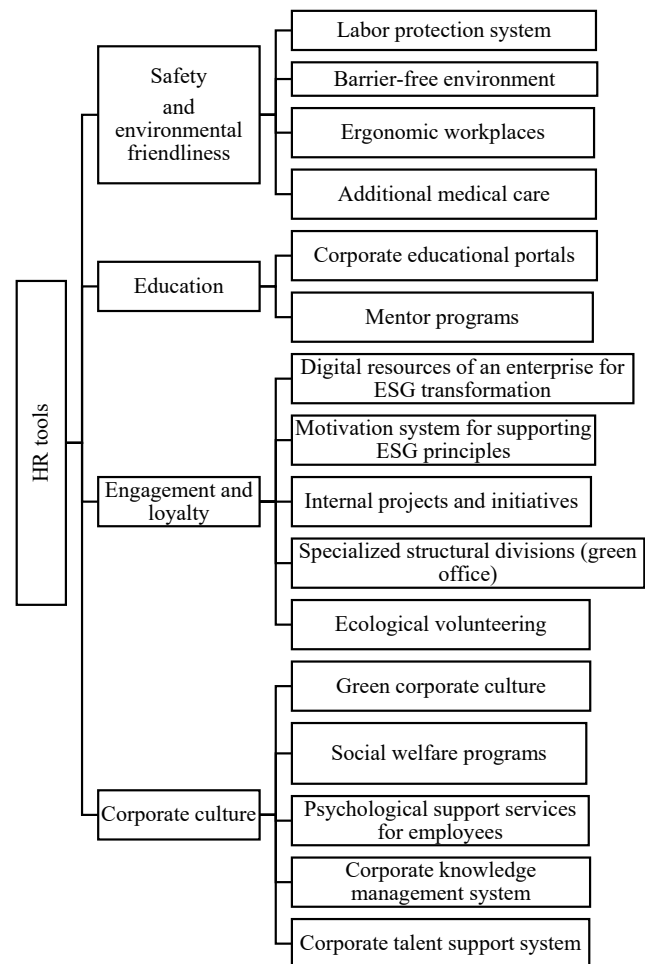 HR tools
Safety
and
environmental
friendliness
Labor protection system
Barrier-free environment
Ergonomic workplaces
Additional medical care
Education
Corporate educational portals
Mentor programs
Engagement and
loyalty
Digital resources of an enterprise for
ESG transformation
Motivation system for supporting
ESG principles
Internal projects and initiatives
Specialized structural divisions (green
office)
Ecological volunteering
Corporate culture
Green corporate culture
Social welfare programs
Psychological support services
for employees
Corporate knowledge
management system
Corporate talent support system